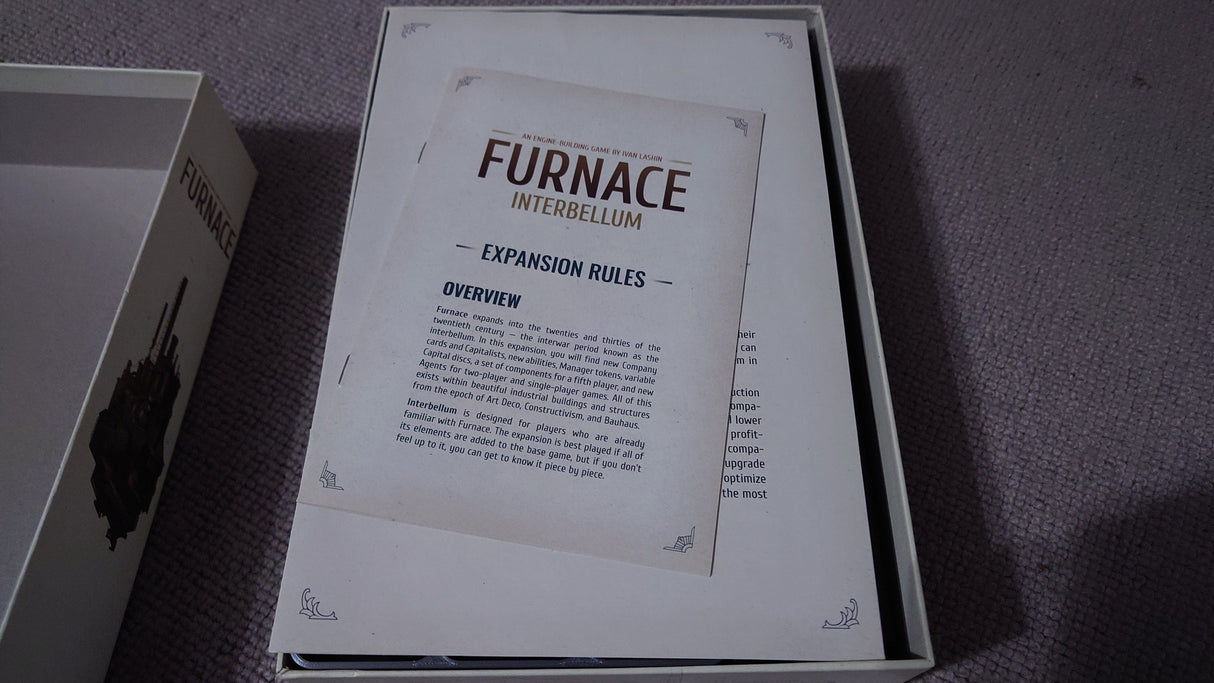 FURNACE
AN ENGINE-BUILDING GAME BY IVAN LASHIN
FURNACE
INTERBELLUM
EXPANSION RULES
OVERVIEW
Furnace expands into the twenties and thirties of the
twentieth century — the interwar period known as the
interbellum. In this expansion, you will find new Company
cards and Capitalists, new abilities, Manager tokens, variable
Capital discs, a set of components for a fifth player, and new
Agents for two-player and single-player games. All of this
exists within beautiful industrial buildings and structures
from the epoch of Art Deco, Constructivism, and Bauhaus.
Interbellum is designed for players who are already
familiar with Furnace. The expansion is best played if all of
its elements are added to the base game, but if you don't
feel up to it, you can get to know it piece by piece.
can
m in
lower
profit-
compa-
upgrade
optimize
the most